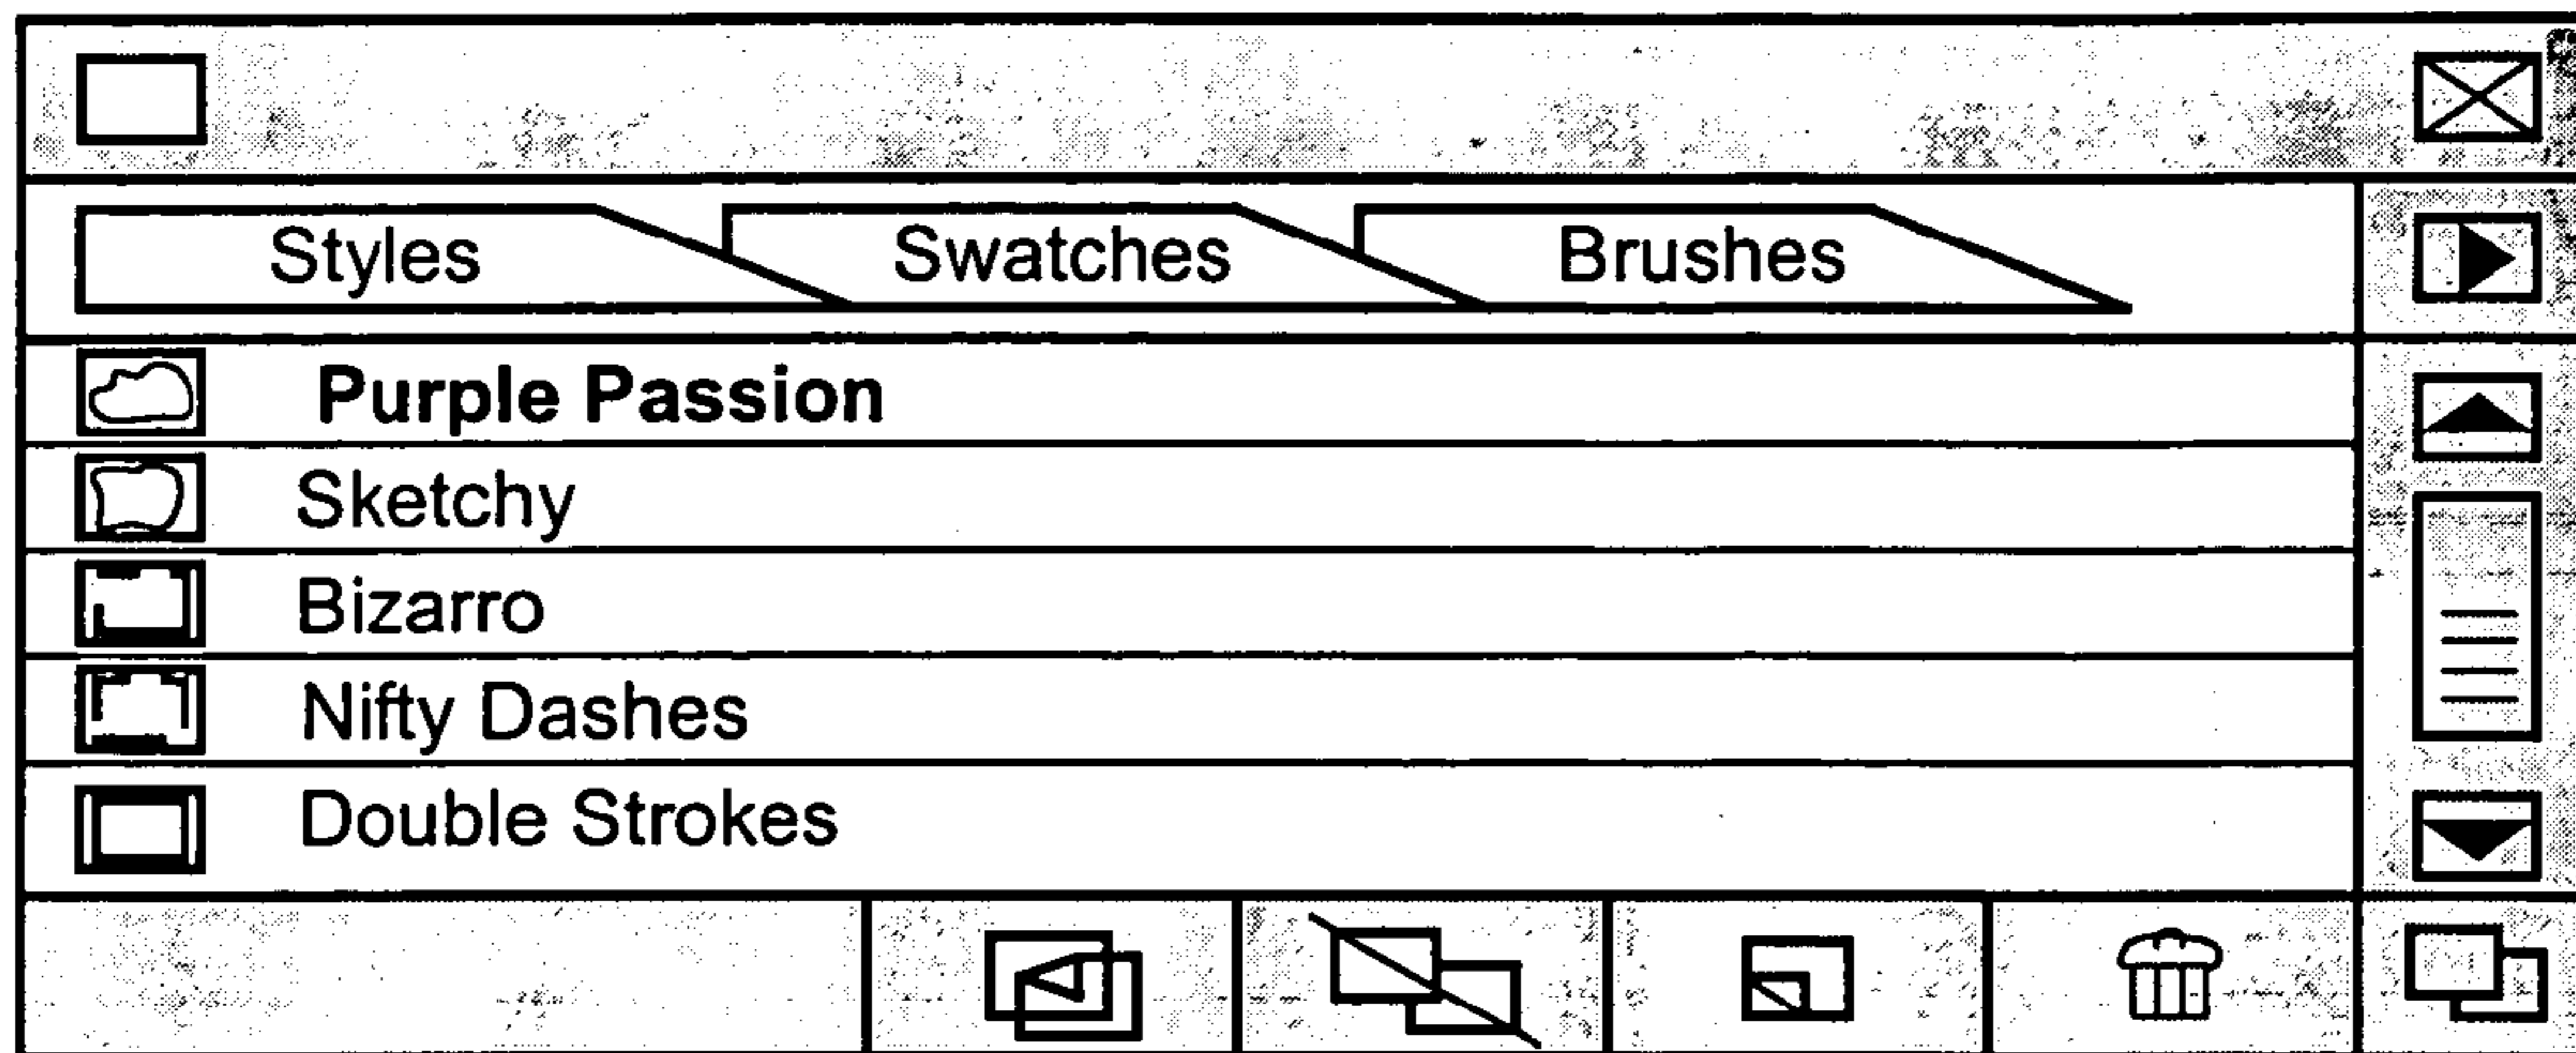 Styles Swatches Brushes
Purple Passion
Sketchy
Bizarro
Nifty Dashes
Double Strokes